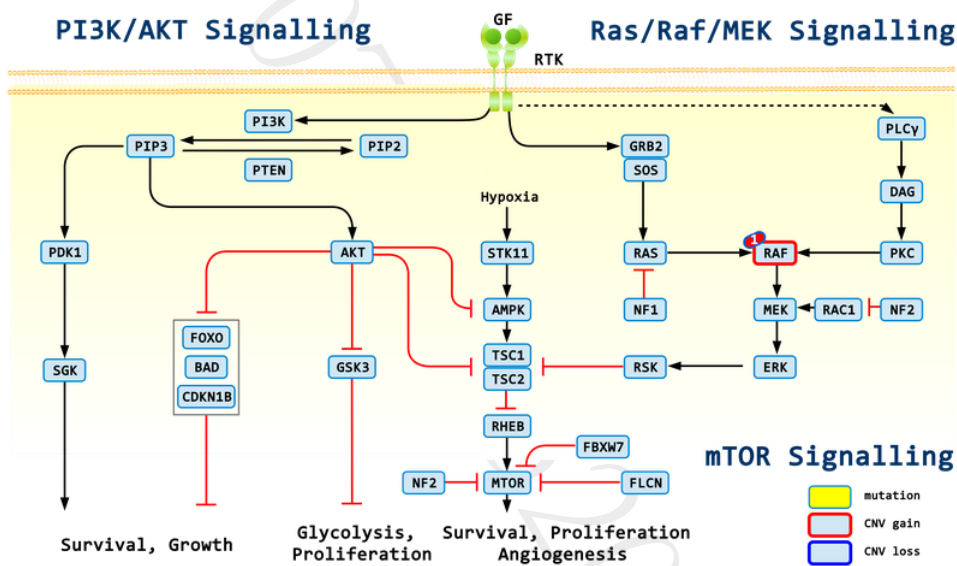 PI3K/AKT Signalling
GF
Ras/Raf/MEK Signalling
RTK
PI3K
PLCγ
PIP3
PIP2
GRB2
PTEN
SOS
DAG
Hypoxia
PDK1
AKT
STK11
RAS
1
RAF
PKC
AMPK
NF1
MEK
RAC1
NF2
FOXO
BAD
CDKN1B
TSC1
TSC2
SGK
GSK3
RSK
ERK
RHEB
FBXW7
mTOR Signalling
NF2
MTOR
FLCN
mutation
CNV gain
CNV loss
Survival, Growth
Glycolysis,
Proliferation
Survival, Proliferation
Angiogenesis